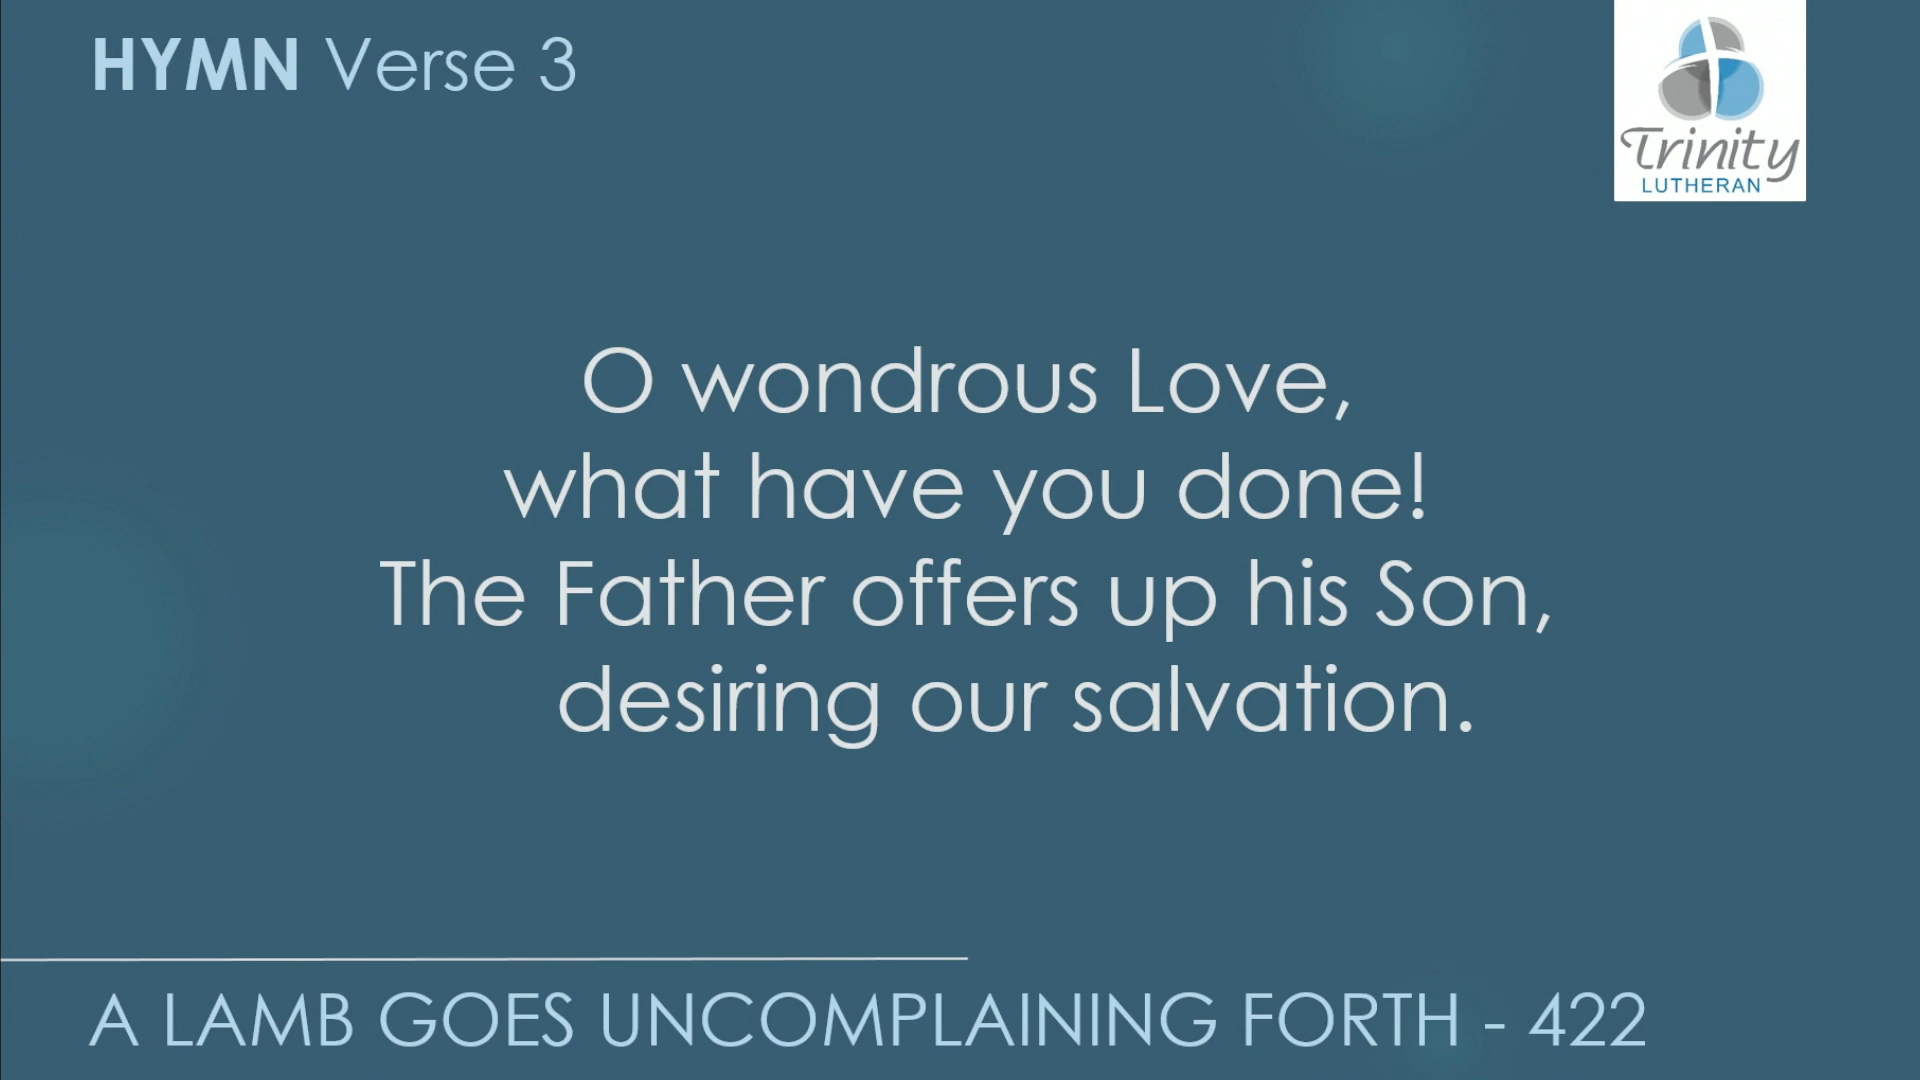 HYMN Verse 3
Trinity
LUTHERAN
O wondrous Love,
what have you done!
The Father offers up his Son,
desiring our salvation.
A LAMB GOES UNCOMPLAINING FORTH - 422